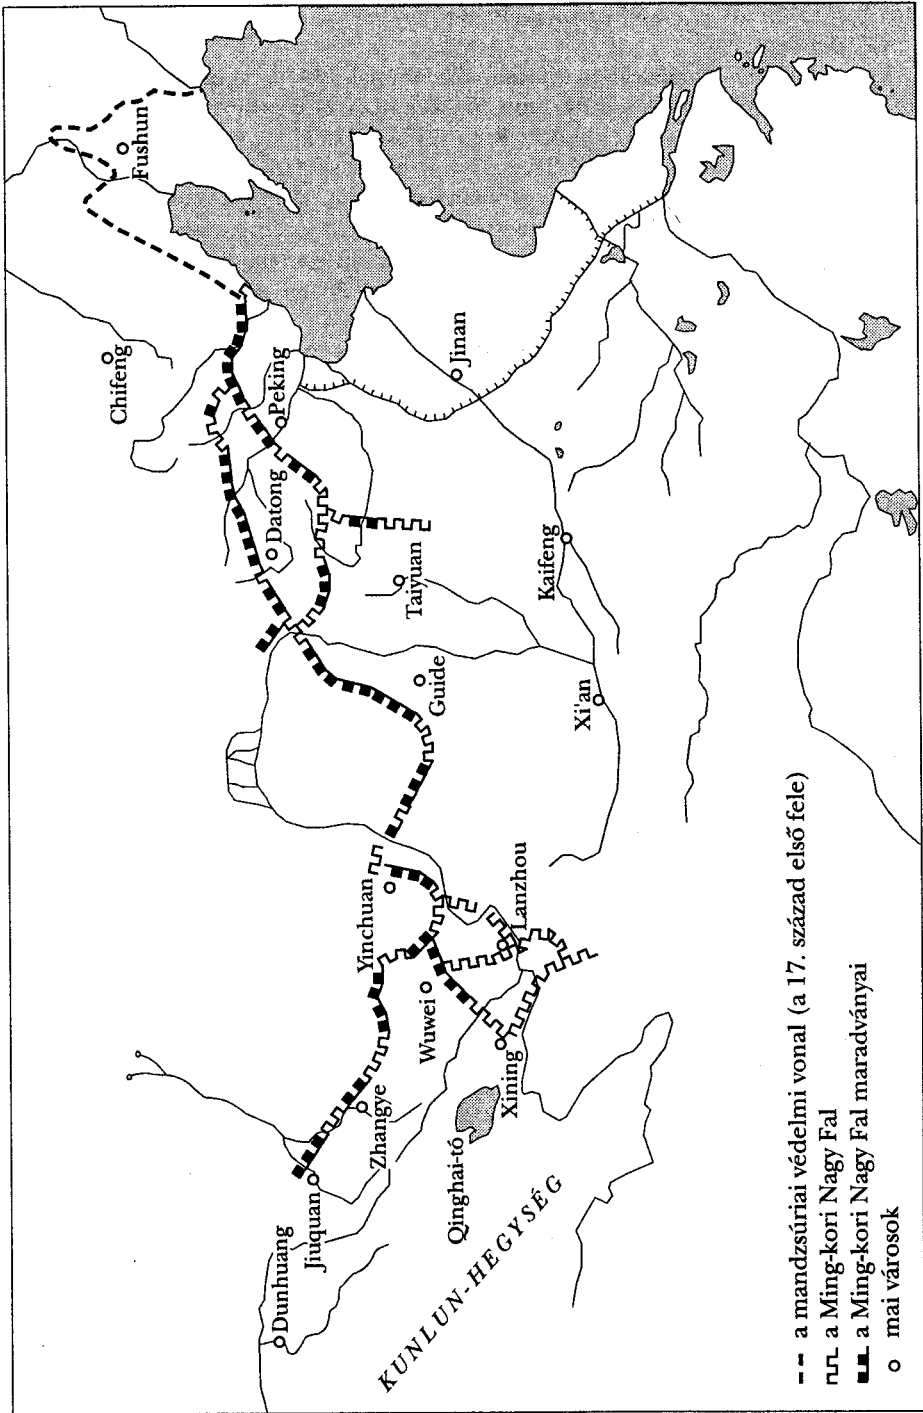 Fushun
Chifeng
Peking
Datong
Jinan
Taiyuan
Kaifeng
Guide
Xi'an
Yinchuan
Lanzhou
Wuwei
Xining
Zhangye
Qinghai-tó
Jiuquan
Dunhuang
KUNLUN-HEGYSÉG
a mandzsúriai védelmi vonal (a 17. század első fele)
a Ming-kori Nagy Fal
a Ming-kori Nagy Fal maradványai
mai városok